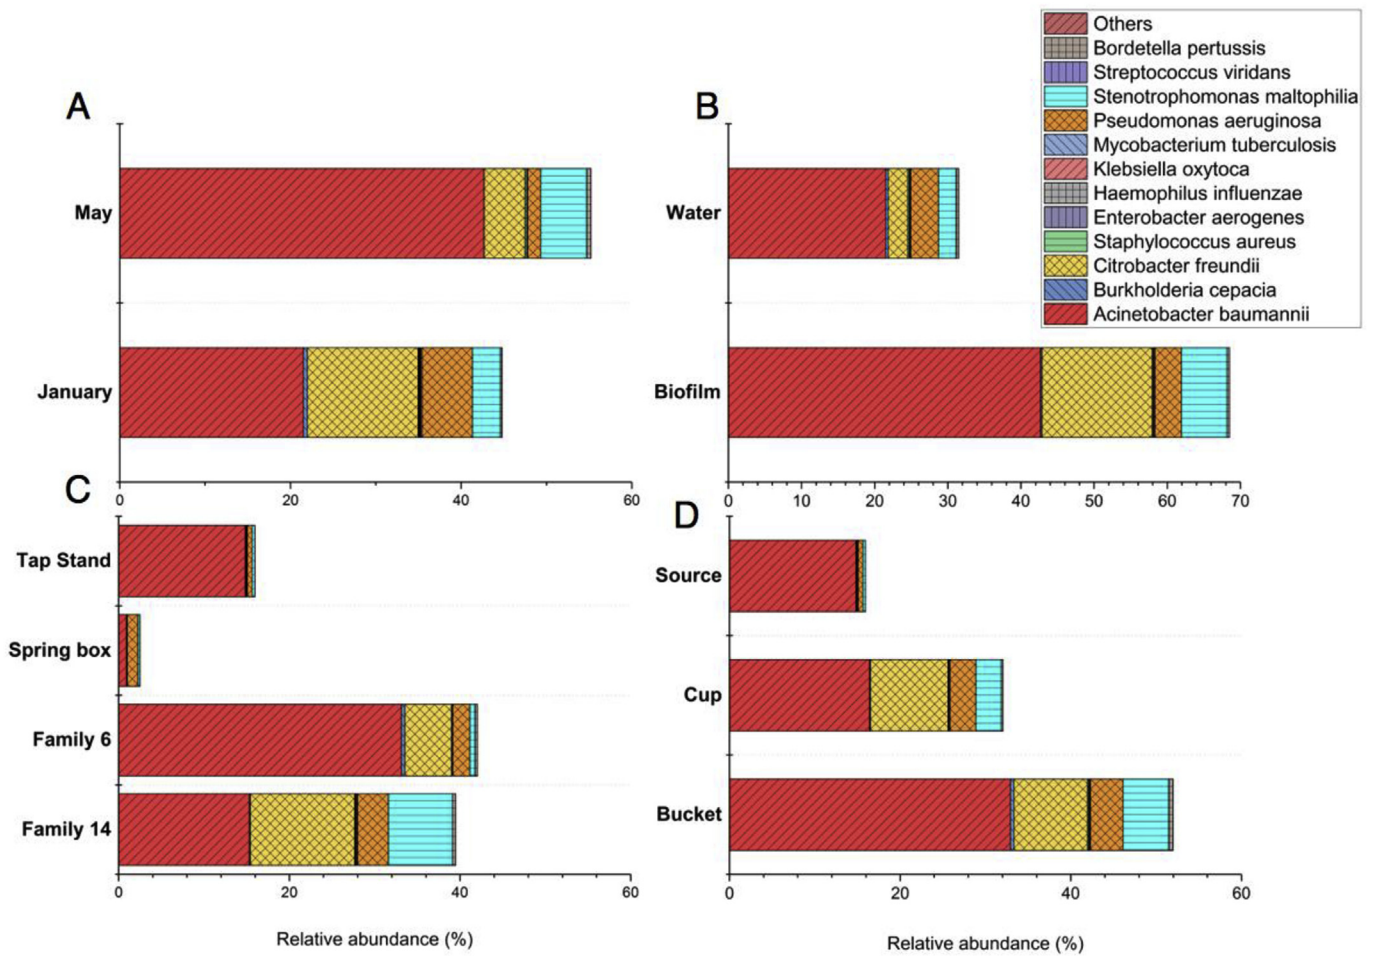 Others
Bordetella pertussis
Streptococcus viridans
Stenotrophomonas maltophilia
Pseudomonas aeruginosa
Mycobacterium tuberculosis
Klebsiella oxytoca
Haemophilus influenzae
Enterobacter aerogenes
Staphylococcus aureus
Citrobacter freundii
Burkholderia cepacia
Acinetobacter baumannii
A
May
January
0 20 40 60
B
Water
Biofilm
0 10 20 30 40 50 60 70
C
Tap Stand
Spring box
Family 6
Family 14
0 20 40 60
Relative abundance (%)
D
Source
Cup
Bucket
0 20 40 60
Relative abundance (%)